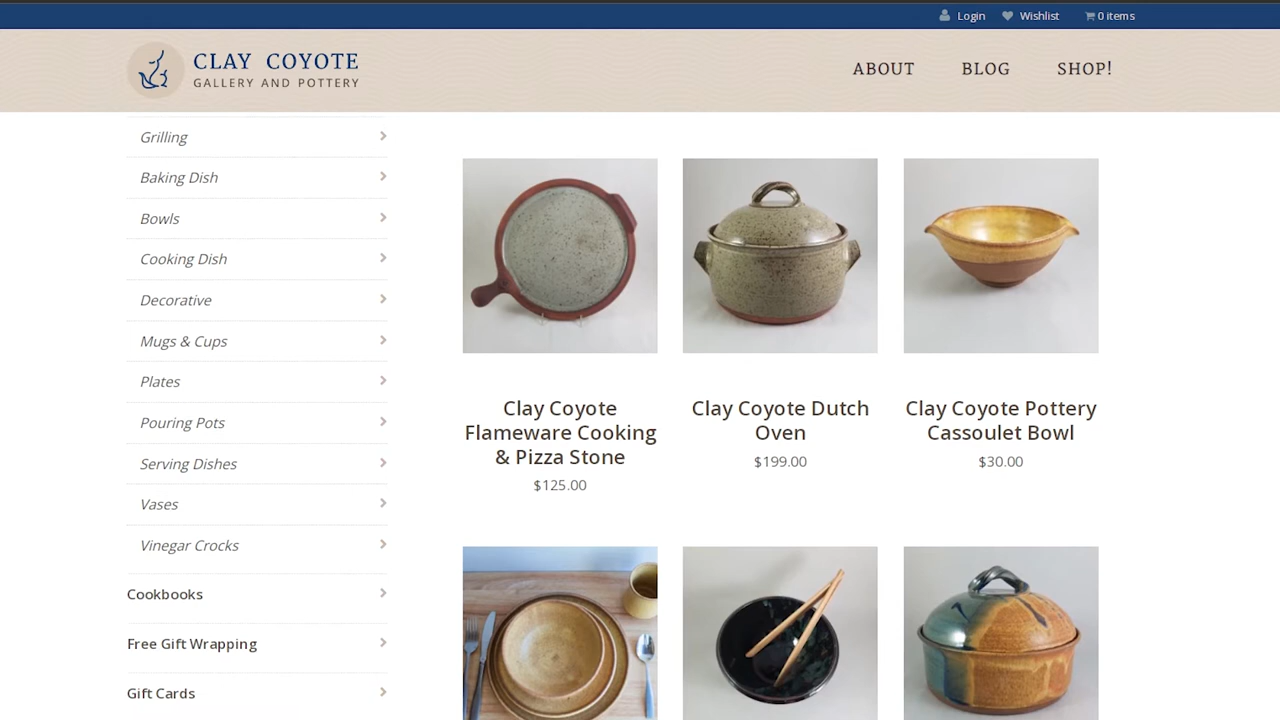 Login
Wishlist
0 items
CLAY COYOTE
GALLERY AND POTTERY
ABOUT
BLOG
SHOP!
Grilling
Baking Dish
Bowls
Cooking Dish
Decorative
Mugs & Cups
Plates
Pouring Pots
Serving Dishes
Vases
Vinegar Crocks
Cookbooks
Free Gift Wrapping
Gift Cards
Clay Coyote
Flameware Cooking
& Pizza Stone
$125.00
Clay Coyote Dutch
Oven
$199.00
Clay Coyote Pottery
Cassoulet Bowl
$30.00